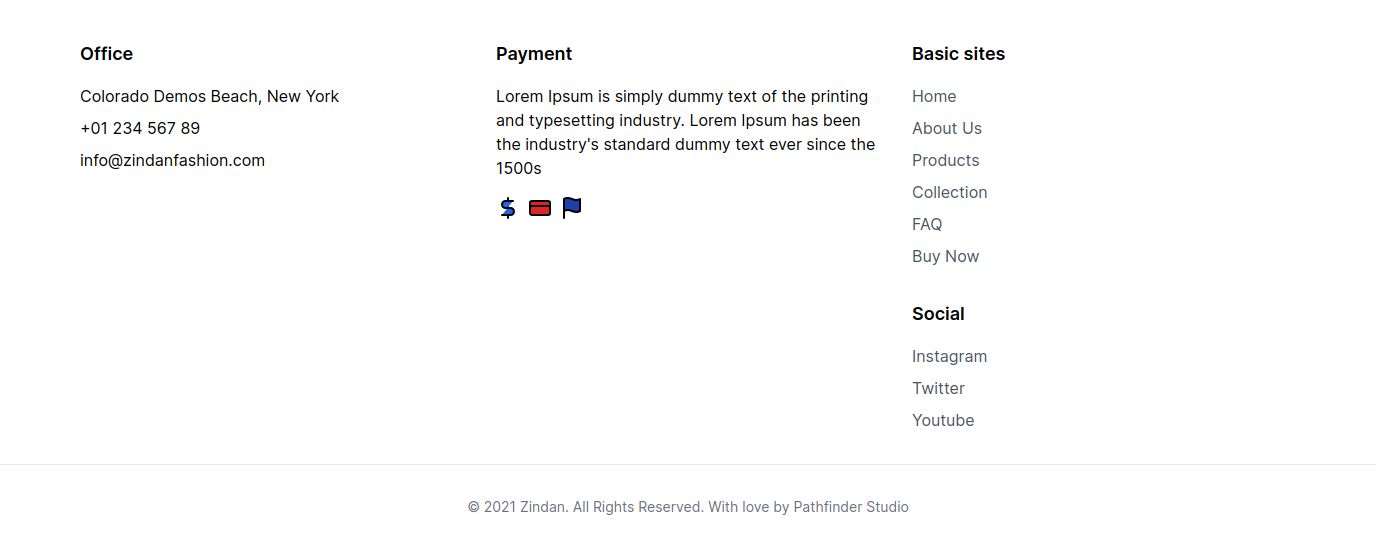 Office
Colorado Demos Beach, New York
+01 234 567 89
info@zindanfashion.com
Payment
Lorem Ipsum is simply dummy text of the printing
and typesetting industry. Lorem Ipsum has been
the industry's standard dummy text ever since the
1500s
Basic sites
Home
About Us
Products
Collection
FAQ
Buy Now
Social
Instagram
Twitter
Youtube
© 2021 Zindan. All Rights Reserved. With love by Pathfinder Studio